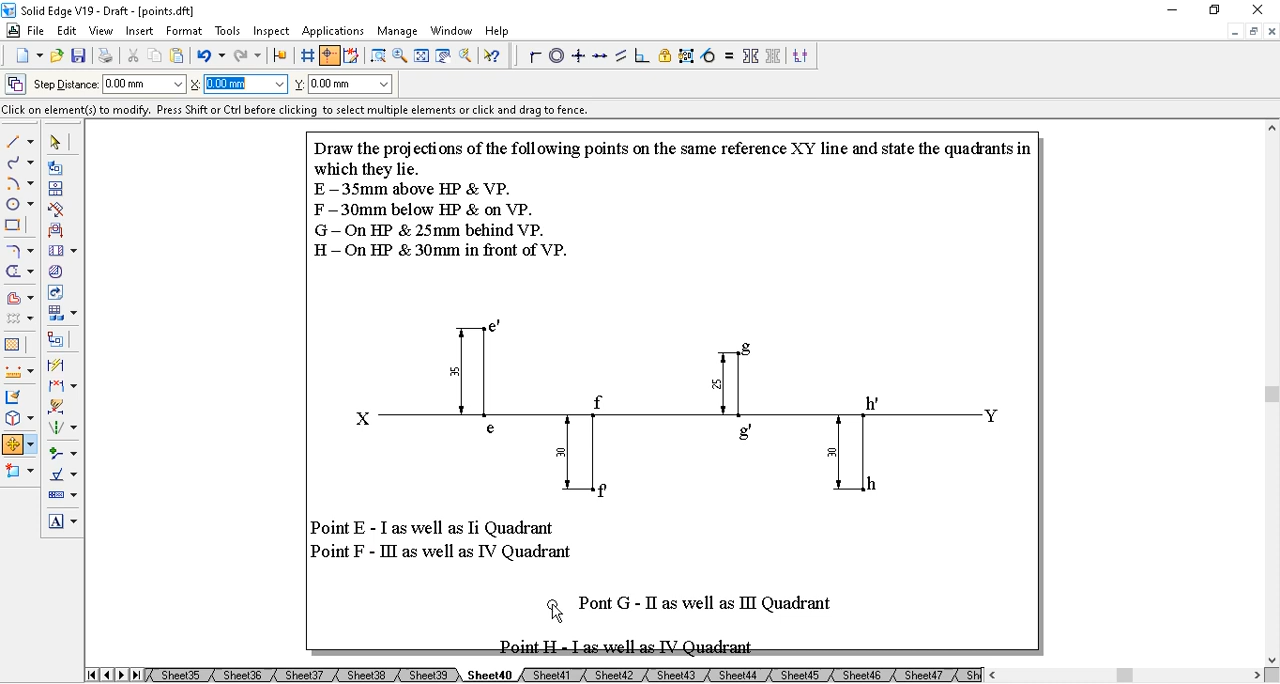 Solid Edge V19 - Draft - [points.dft]
File Edit View Insert Format Tools Inspect Applications Manage Window Help
Step Distance: 0.00 mm X: 0.00 mm Y: 0.00 mm
Click on element(s) to modify. Press Shift or Ctrl before clicking to select multiple elements or click and drag to fence.
Draw the projections of the following points on the same reference XY line and state the quadrants in
which they lie.
E – 35mm above HP & VP.
F – 30mm below HP & on VP.
G – On HP & 25mm behind VP.
H – On HP & 30mm in front of VP.
e'
35
g
25
f
h'
X
Y
e
g'
30
30
f'
h
Point E - I as well as Ii Quadrant
Point F - III as well as IV Quadrant
Pont G - II as well as III Quadrant
Point H - I as well as IV Quadrant
A
Sheet35 Sheet36 Sheet37 Sheet38 Sheet39 Sheet40 Sheet41 Sheet42 Sheet43 Sheet44 Sheet45 Sheet46 Sheet47 Sh